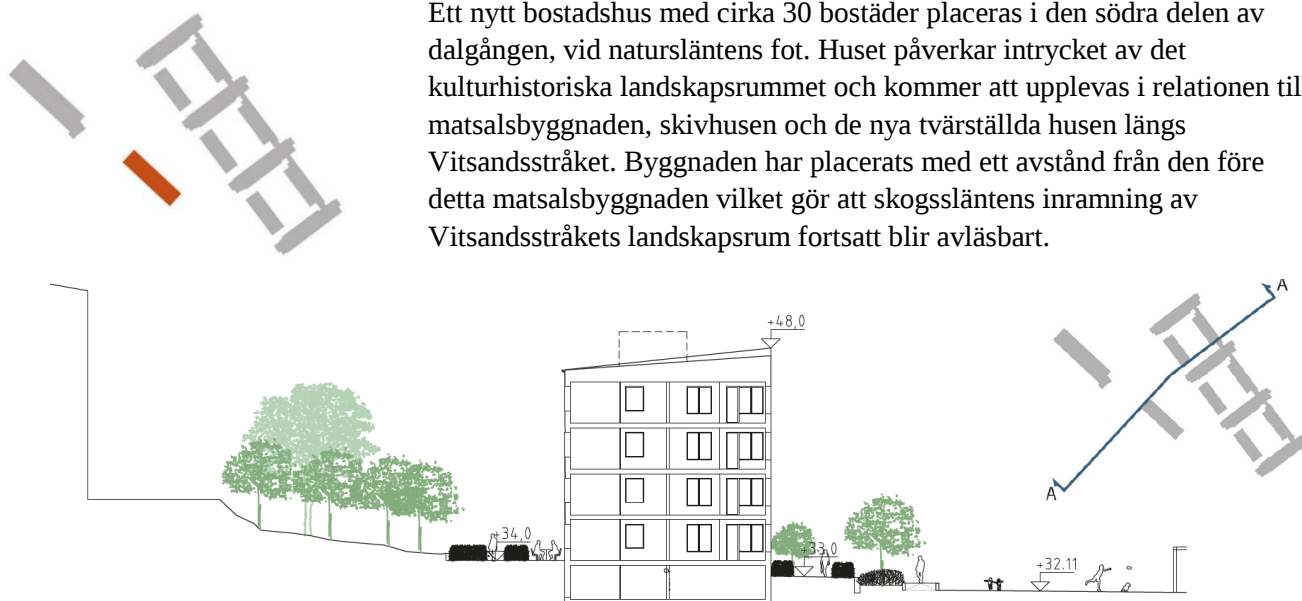 Ett nytt bostadshus med cirka 30 bostäder placeras i den södra delen av
dalgången, vid naturslänten​s fot. Huset påverkar intrycket av det
kulturhistoriska landskapsrummet och kommer att upplevas i relationen til
matsalsbyggnaden, skivhusen och de nya tvärställda husen längs
Vitsandsstråket. Byggnaden har placerats med ett avstånd från den före
detta matsalsbyggnaden vilket gör att skogssläntens inramning av
Vitsandsstråkets landskapsrum fortsatt blir avläsbart.
A
+48,0
A
+34,0
+33,0
+32.11